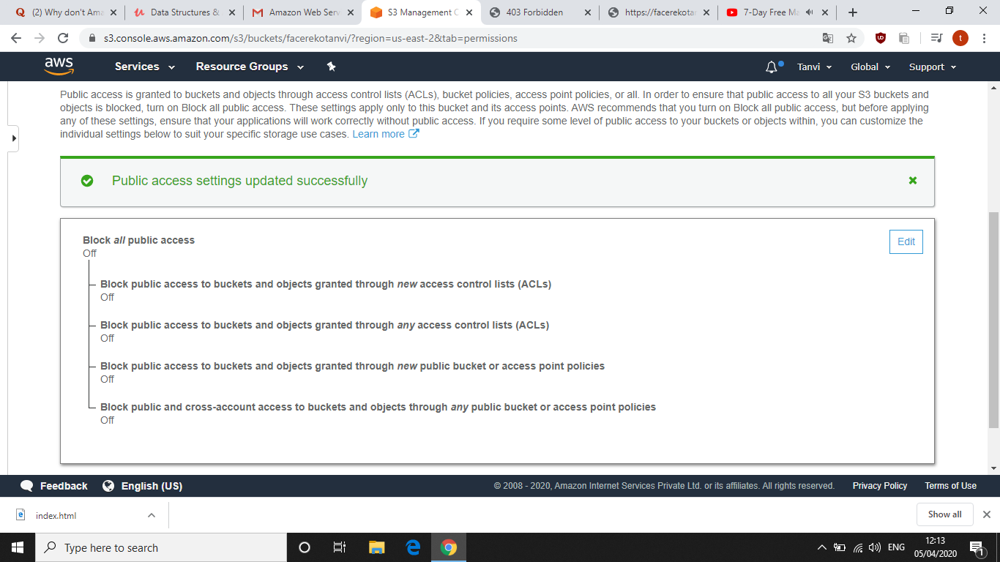 (2) Why don't Ama
Data Structures &
Amazon Web Serv
S3 Management C
403 Forbidden
https://facerekotan
7-Day Free Ma
s3.console.aws.amazon.com/s3/buckets/facerekotanvi/?region=us-east-2&tab=permissions
t
aws
Services
Resource Groups
Tanvi
Global
Support
Public access is granted to buckets and objects through access control lists (ACLs), bucket policies, access point policies, or all. In order to ensure that public access to all your S3 buckets and
objects is blocked, turn on Block all public access. These settings apply only to this bucket and its access points. AWS recommends that you turn on Block all public access, but before applying
any of these settings, ensure that your applications will work correctly without public access. If you require some level of public access to your buckets or objects within, you can customize the
individual settings below to suit your specific storage use cases. Learn more
Public access settings updated successfully
Block all public access
Edit
Off
Block public access to buckets and objects granted through new access control lists (ACLs)
Off
Block public access to buckets and objects granted through any access control lists (ACLs)
Off
Block public access to buckets and objects granted through new public bucket or access point policies
Off
Block public and cross-account access to buckets and objects through any public bucket or access point policies
Off
Feedback
English (US)
© 2008 - 2020, Amazon Internet Services Private Ltd. or its affiliates. All rights reserved.
Privacy Policy
Terms of Use
index.html
Show all
Type here to search
ENG
12:13
05/04/2020
1